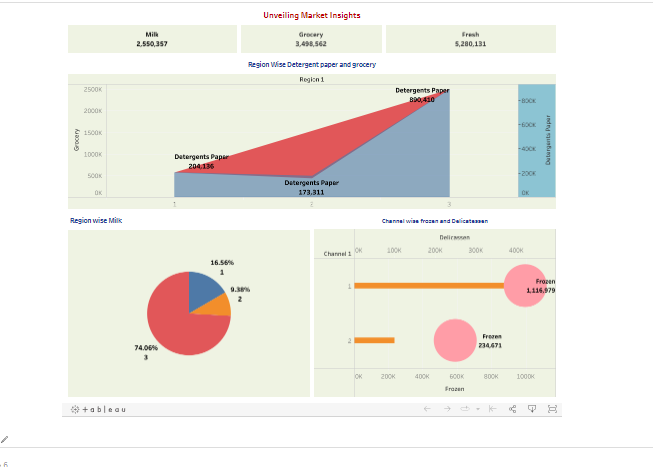 Unveiling Market Insights
Milk
2,550,357
Grocery
3,498,562
Fresh
5,280,131
Region Wise Detergent paper and grocery
Region 1
2500K
2000K
1500K
1000K
500K
0K
Grocery
Detergents Paper
204,136
Detergents Paper
173,311
Detergents Paper
890,410
800K
600K
400K
200K
0K
Detergents Paper
1
2
3
Region wise Milk
16.56%
1
9.38%
2
74.06%
3
Channel wise frozen and Delicatessen
Delicassen
Channel 1
0K 100K 200K 300K 400K
1
Frozen
1,116,979
2
Frozen
234,671
0K 200K 400K 600K 800K 1000K
Frozen
+ a b l e a u
6